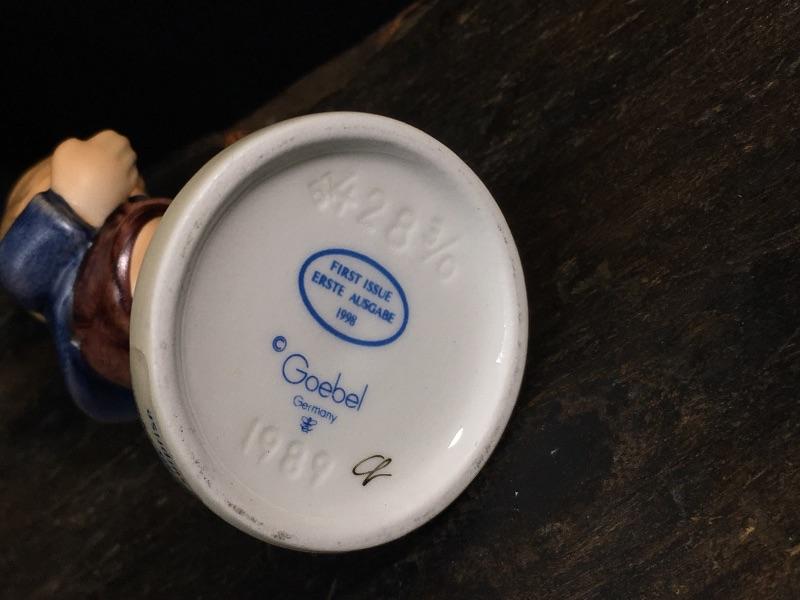 428 3/0
FIRST ISSUE
ERSTE AUSGABE
1998
© Goebel
Germany
1989